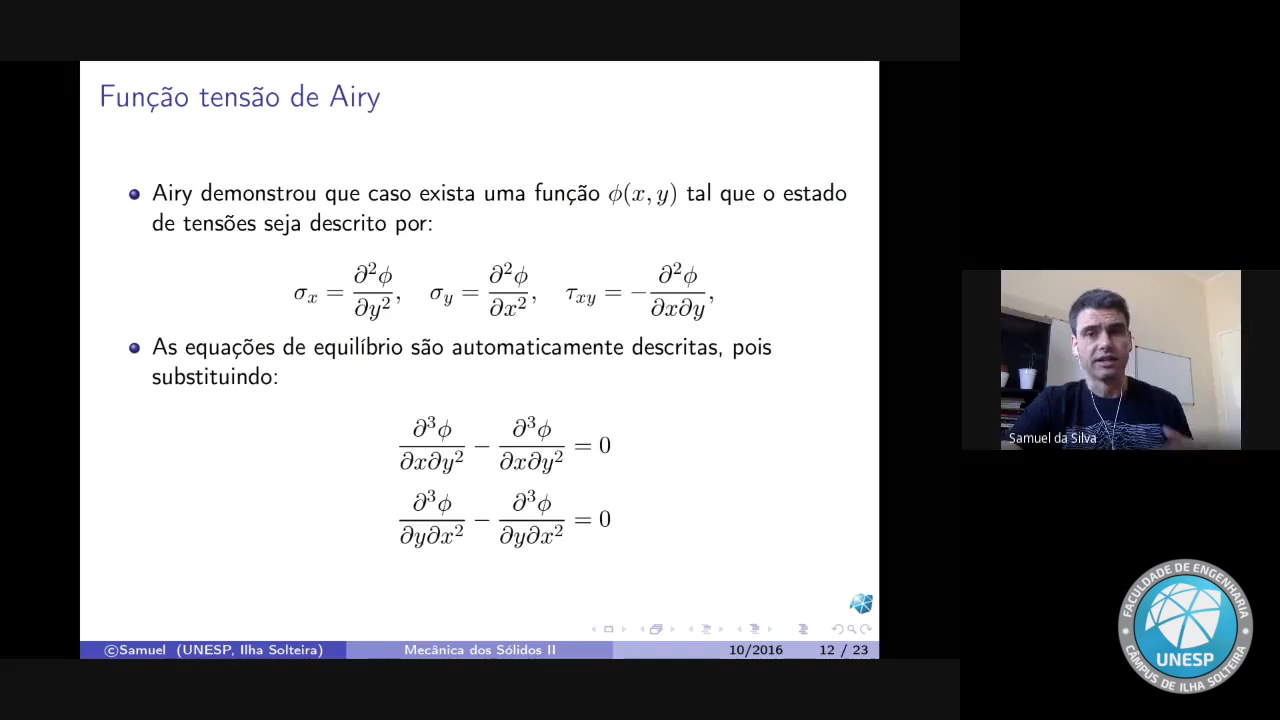 Função tensão de Airy
Airy demonstrou que caso exista uma função ϕ(x, y) tal que o estado
de tensões seja descrito por:
σₓ = ∂²ϕ/∂y², σ_y = ∂²ϕ/∂x², τ_xy = −∂²ϕ/∂x∂y,
As equações de equilíbrio são automaticamente descritas, pois
substituindo:
∂³ϕ/∂x∂y² − ∂³ϕ/∂x∂y² = 0
∂³ϕ/∂y∂x² − ∂³ϕ/∂y∂x² = 0
©Samuel (UNESP, Ilha Solteira) Mecânica dos Sólidos II 10/2016 12 / 23
Samuel da Silva
FACULDADE DE ENGENHARIA
UNESP
CÂMPUS DE ILHA SOLTEIRA